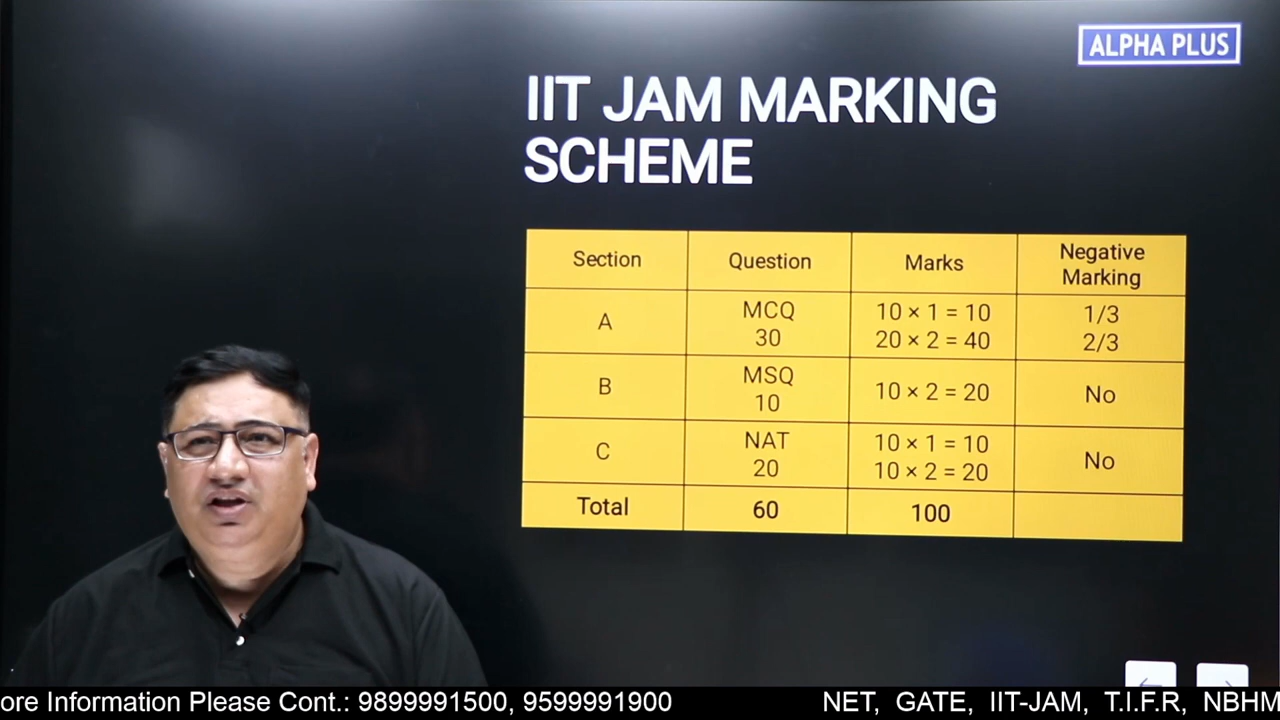 ALPHA PLUS
IIT JAM MARKING
SCHEME
Section Question Marks Negative Marking
A MCQ 30 10 × 1 = 10 20 × 2 = 40 1/3 2/3
B MSQ 10 10 × 2 = 20 No
C NAT 20 10 × 1 = 10 10 × 2 = 20 No
Total 60 100
ore Information Please Cont.: 9899991500, 9599991900 NET, GATE, IIT-JAM, T.I.F.R, NBHM